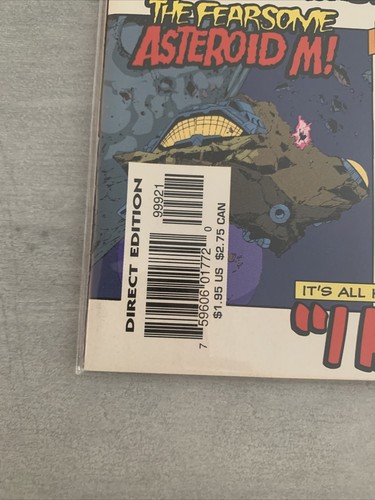 THE FEARSOME
ASTEROID M!
DIRECT EDITION
99921
7 59606 01772 0
$1.95 US $2.75 CAN
IT'S ALL
"I